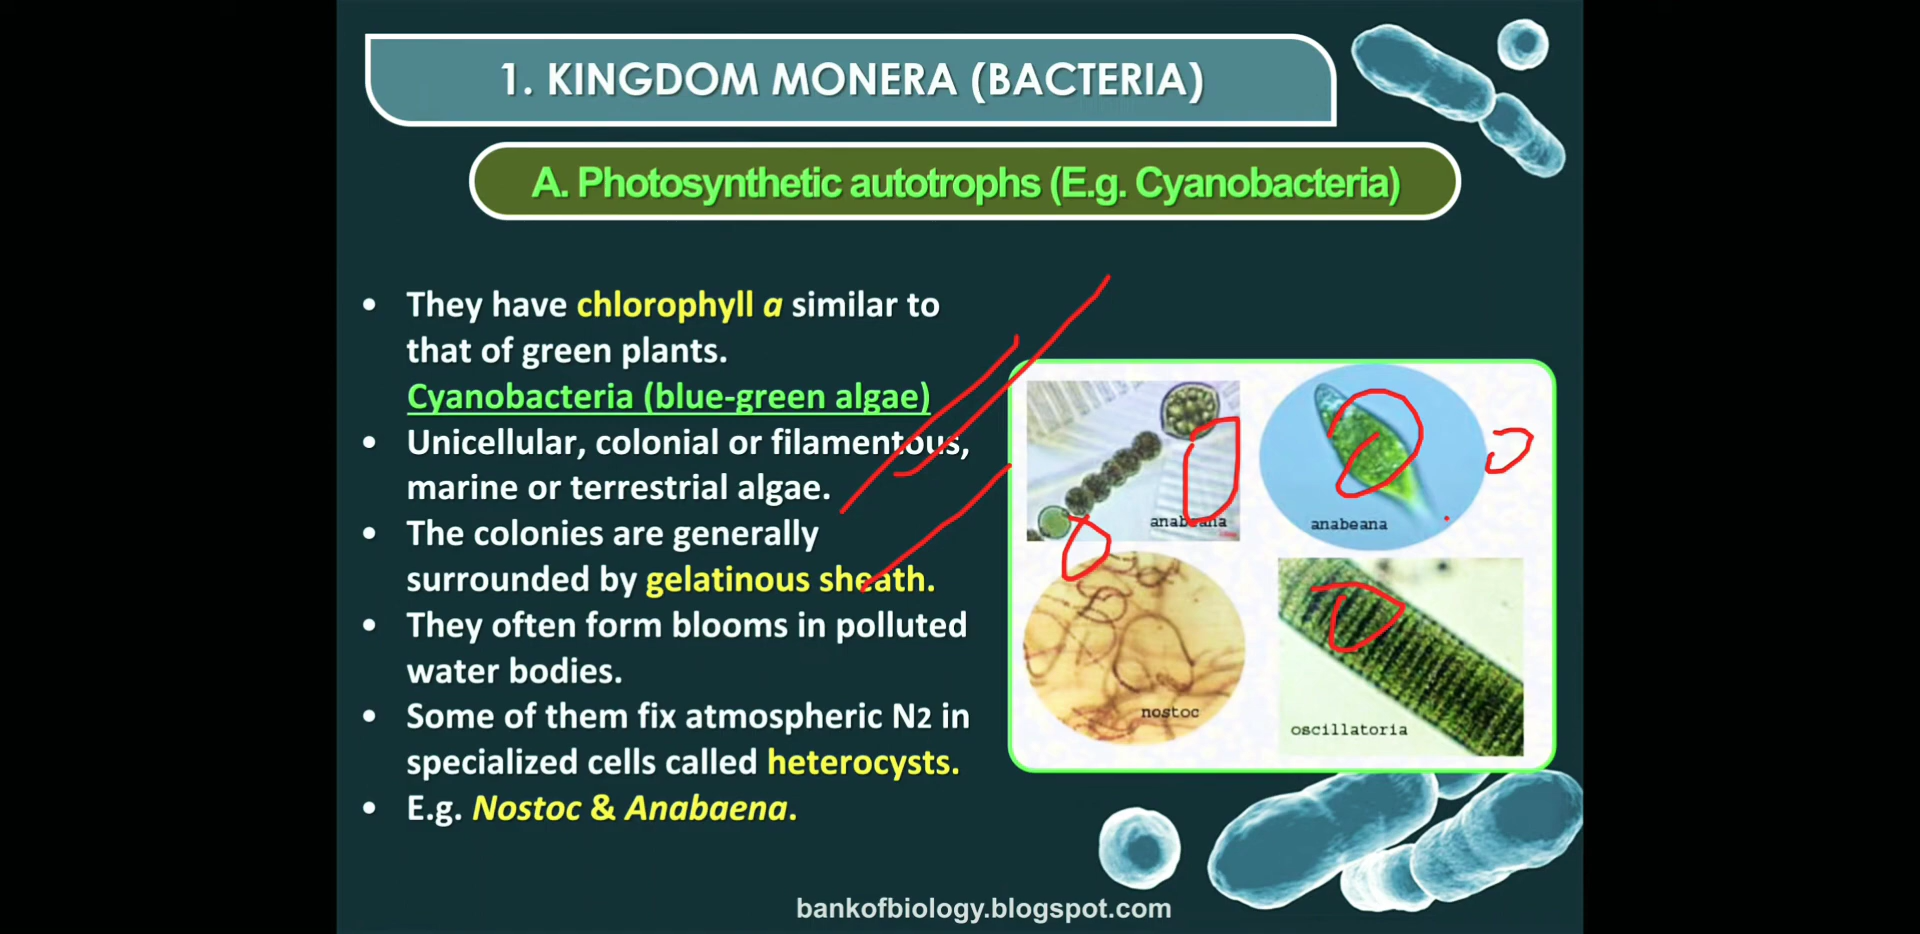 1. KINGDOM MONERA (BACTERIA)
A. Photosynthetic autotrophs (E.g. Cyanobacteria)
• They have chlorophyll a similar to
that of green plants.
Cyanobacteria (blue-green algae)
• Unicellular, colonial or filamentous,
marine or terrestrial algae.
• The colonies are generally
surrounded by gelatinous sheath.
• They often form blooms in polluted
water bodies.
• Some of them fix atmospheric N2 in
specialized cells called heterocysts.
• E.g. Nostoc & Anabaena.
anabeana
anabeana
nostoc
oscillatoria
bankofbiology.blogspot.com